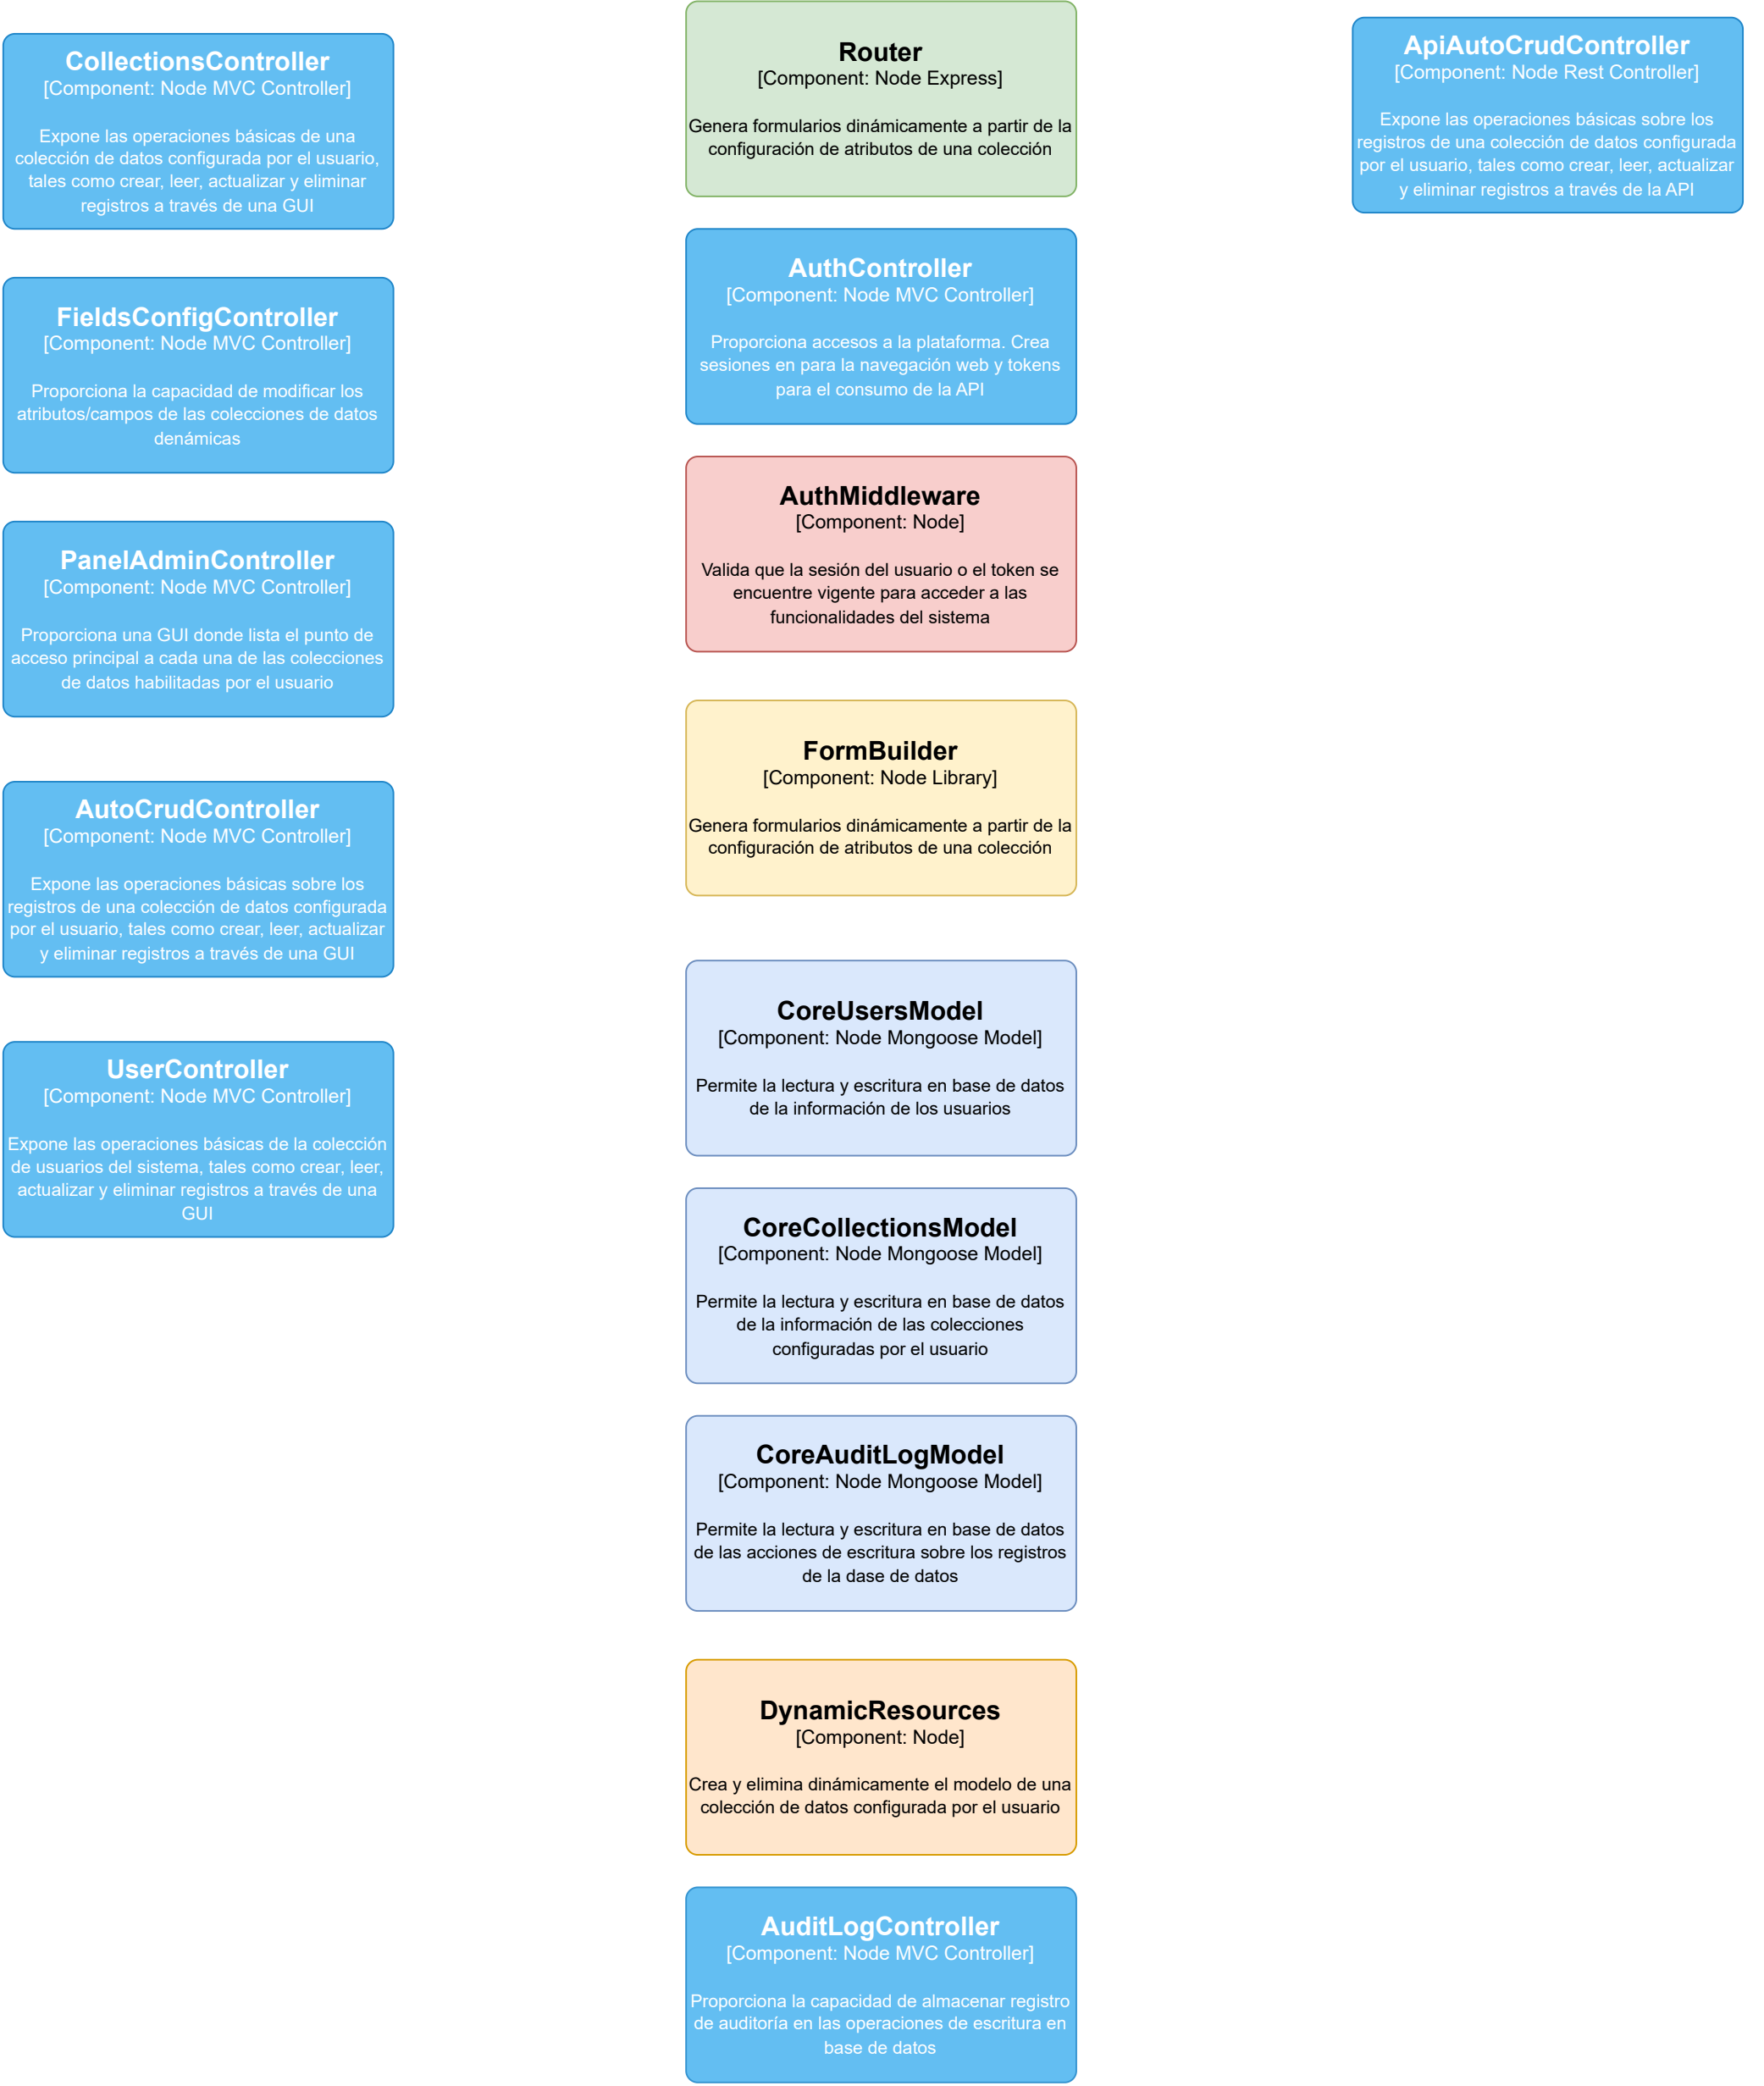 CollectionsController
[Component: Node MVC Controller]
Expone las operaciones básicas de una
colección de datos configurada por el usuario,
tales como crear, leer, actualizar y eliminar
registros a través de una GUI
FieldsConfigController
[Component: Node MVC Controller]
Proporciona la capacidad de modificar los
atributos/campos de las colecciones de datos
denámicas
PanelAdminController
[Component: Node MVC Controller]
Proporciona una GUI donde lista el punto de
acceso principal a cada una de las colecciones
de datos habilitadas por el usuario
AutoCrudController
[Component: Node MVC Controller]
Expone las operaciones básicas sobre los
registros de una colección de datos configurada
por el usuario, tales como crear, leer, actualizar
y eliminar registros a través de una GUI
UserController
[Component: Node MVC Controller]
Expone las operaciones básicas de la colección
de usuarios del sistema, tales como crear, leer,
actualizar y eliminar registros a través de una
GUI
Router
[Component: Node Express]
Genera formularios dinámicamente a partir de la
configuración de atributos de una colección
AuthController
[Component: Node MVC Controller]
Proporciona accesos a la plataforma. Crea
sesiones en para la navegación web y tokens
para el consumo de la API
AuthMiddleware
[Component: Node]
Valida que la sesión del usuario o el token se
encuentre vigente para acceder a las
funcionalidades del sistema
FormBuilder
[Component: Node Library]
Genera formularios dinámicamente a partir de la
configuración de atributos de una colección
CoreUsersModel
[Component: Node Mongoose Model]
Permite la lectura y escritura en base de datos
de la información de los usuarios
CoreCollectionsModel
[Component: Node Mongoose Model]
Permite la lectura y escritura en base de datos
de la información de las colecciones
configuradas por el usuario
CoreAuditLogModel
[Component: Node Mongoose Model]
Permite la lectura y escritura en base de datos
de las acciones de escritura sobre los registros
de la dase de datos
DynamicResources
[Component: Node]
Crea y elimina dinámicamente el modelo de una
colección de datos configurada por el usuario
AuditLogController
[Component: Node MVC Controller]
Proporciona la capacidad de almacenar registro
de auditoría en las operaciones de escritura en
base de datos
ApiAutoCrudController
[Component: Node Rest Controller]
Expone las operaciones básicas sobre los
registros de una colección de datos configurada
por el usuario, tales como crear, leer, actualizar
y eliminar registros a través de la API